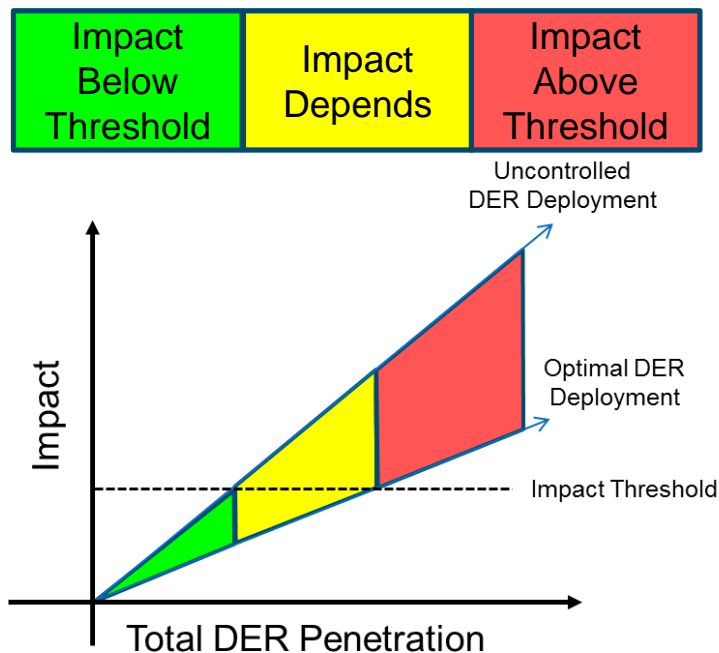 Impact
Below
Threshold
Impact
Depends
Impact
Above
Threshold
Uncontrolled
DER Deployment
Optimal DER
Deployment
Impact Threshold
Impact
Total DER Penetration